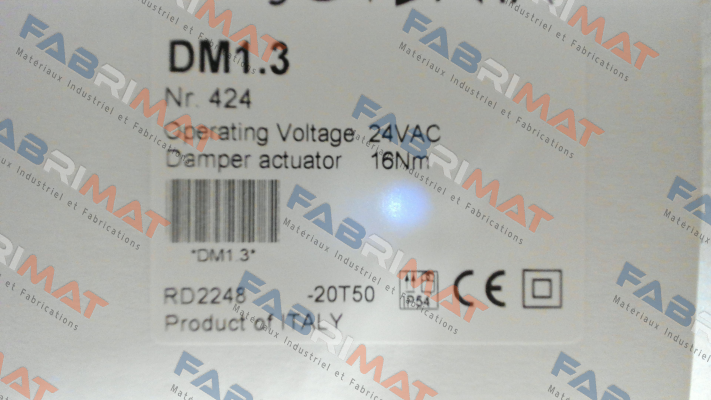 DM1.3
Nr. 424
Operating Voltage 24VAC
Damper actuator 16Nm
*DM1.3*
RD2248 -20T50 IP54 CE
Product of ITALY
FABRIMAT
Materiaux Industriel et Fabrications